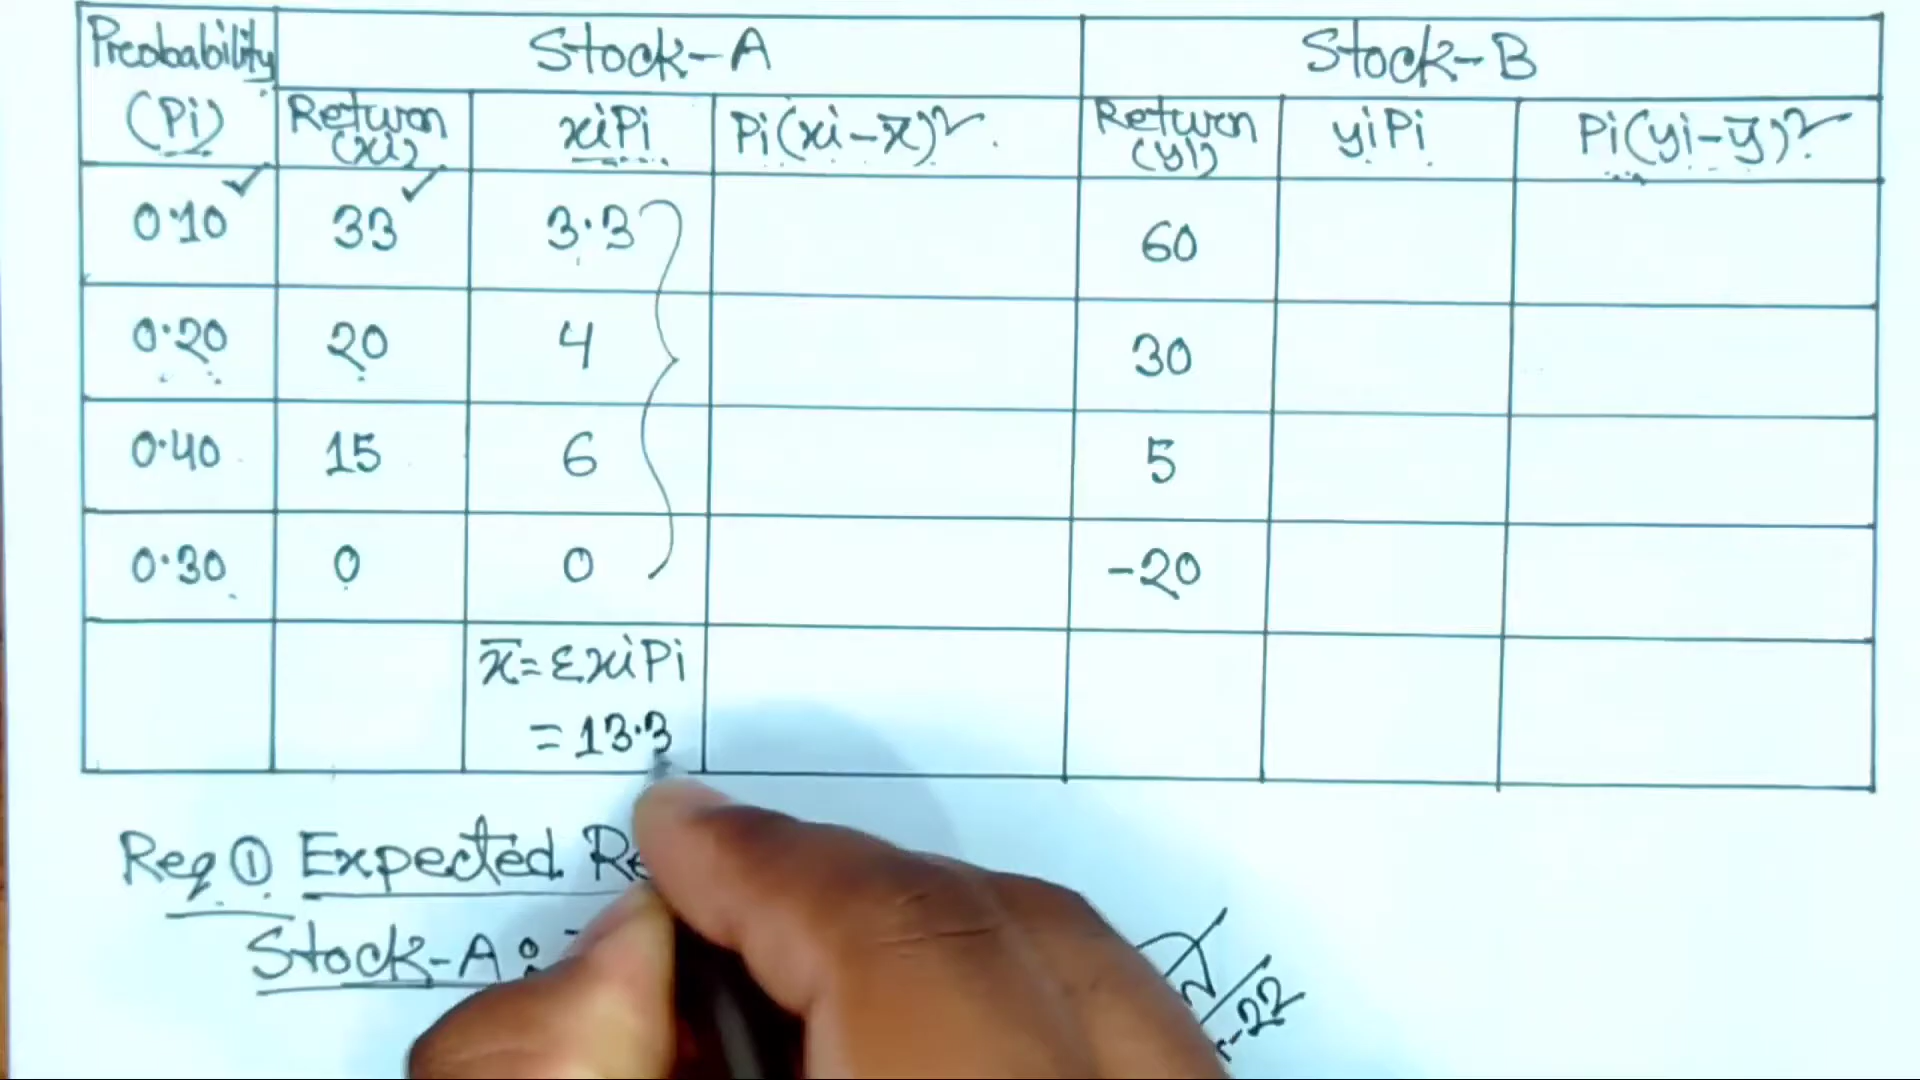 Probability Stock-A Stock-B
(Pi) Return (xi) xiPi Pi(xi-x̄)² Return (yi) yiPi Pi(yi-ȳ)²
0.10 33 3.3 60
0.20 20 4 30
0.40 15 6 5
0.30 0 0 -20
x̄=ΣxiPi
=13.3
Req ① Expected Re
Stock-A:
-22